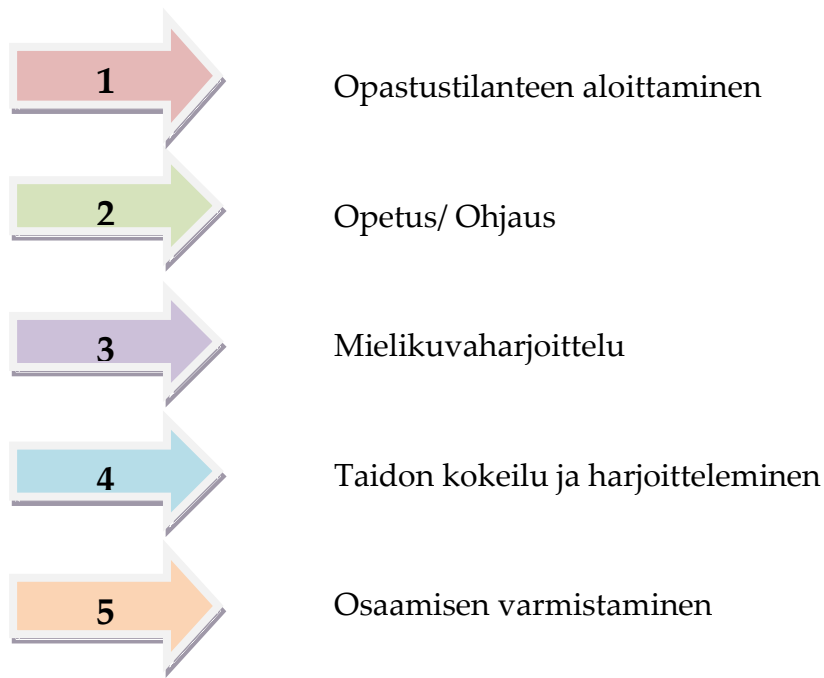 1 Opastustilanteen aloittaminen
2 Opetus/ Ohjaus
3 Mielikuvaharjoittelu
4 Taidon kokeilu ja harjoitteleminen
5 Osaamisen varmistaminen